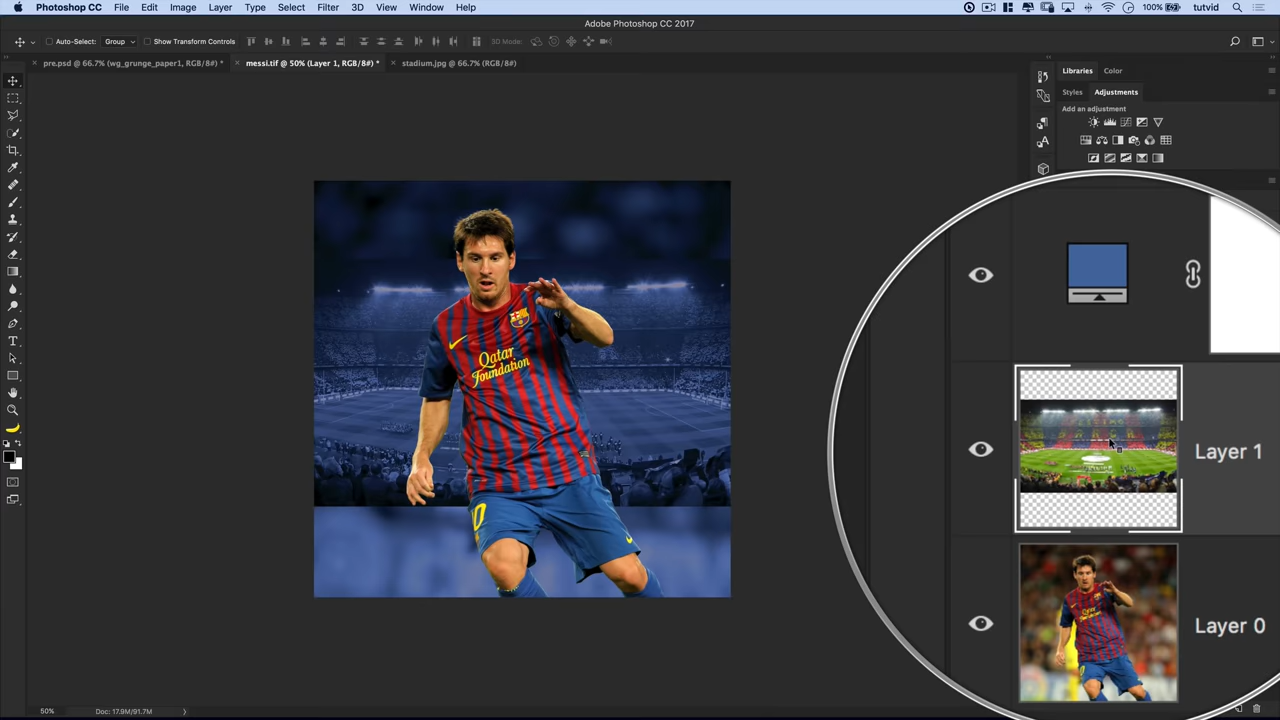 Photoshop CC File Edit Image Layer Type Select Filter 3D View Window Help 100% tutvid
Adobe Photoshop CC 2017
Auto-Select: Group Show Transform Controls 3D Mode:
× pre.psd @ 66.7% (wg_grunge_paper1, RGB/8#) * × messi.tif @ 50% (Layer 1, RGB/8#) * × stadium.jpg @ 66.7% (RGB/8#)
Libraries Color
Styles Adjustments
Add an adjustment
Qatar
Foundation
Layer 1
Layer 0
50% Doc: 17.9M/91.7M